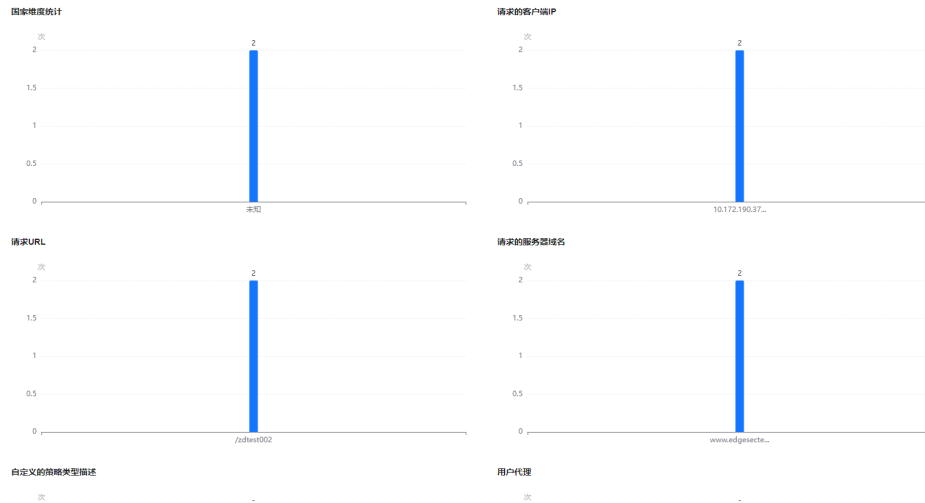 国家维度统计
次
2
2
1.5
1
0.5
0
未知
请求的客户端IP
次
2
2
1.5
1
0.5
0
10.172.190.37...
请求URL
次
2
2
1.5
1
0.5
0
/zdtest002
请求的服务器域名
次
2
2
1.5
1
0.5
0
www.edgesecte...
自定义的策略类型描述
次
用户代理
次